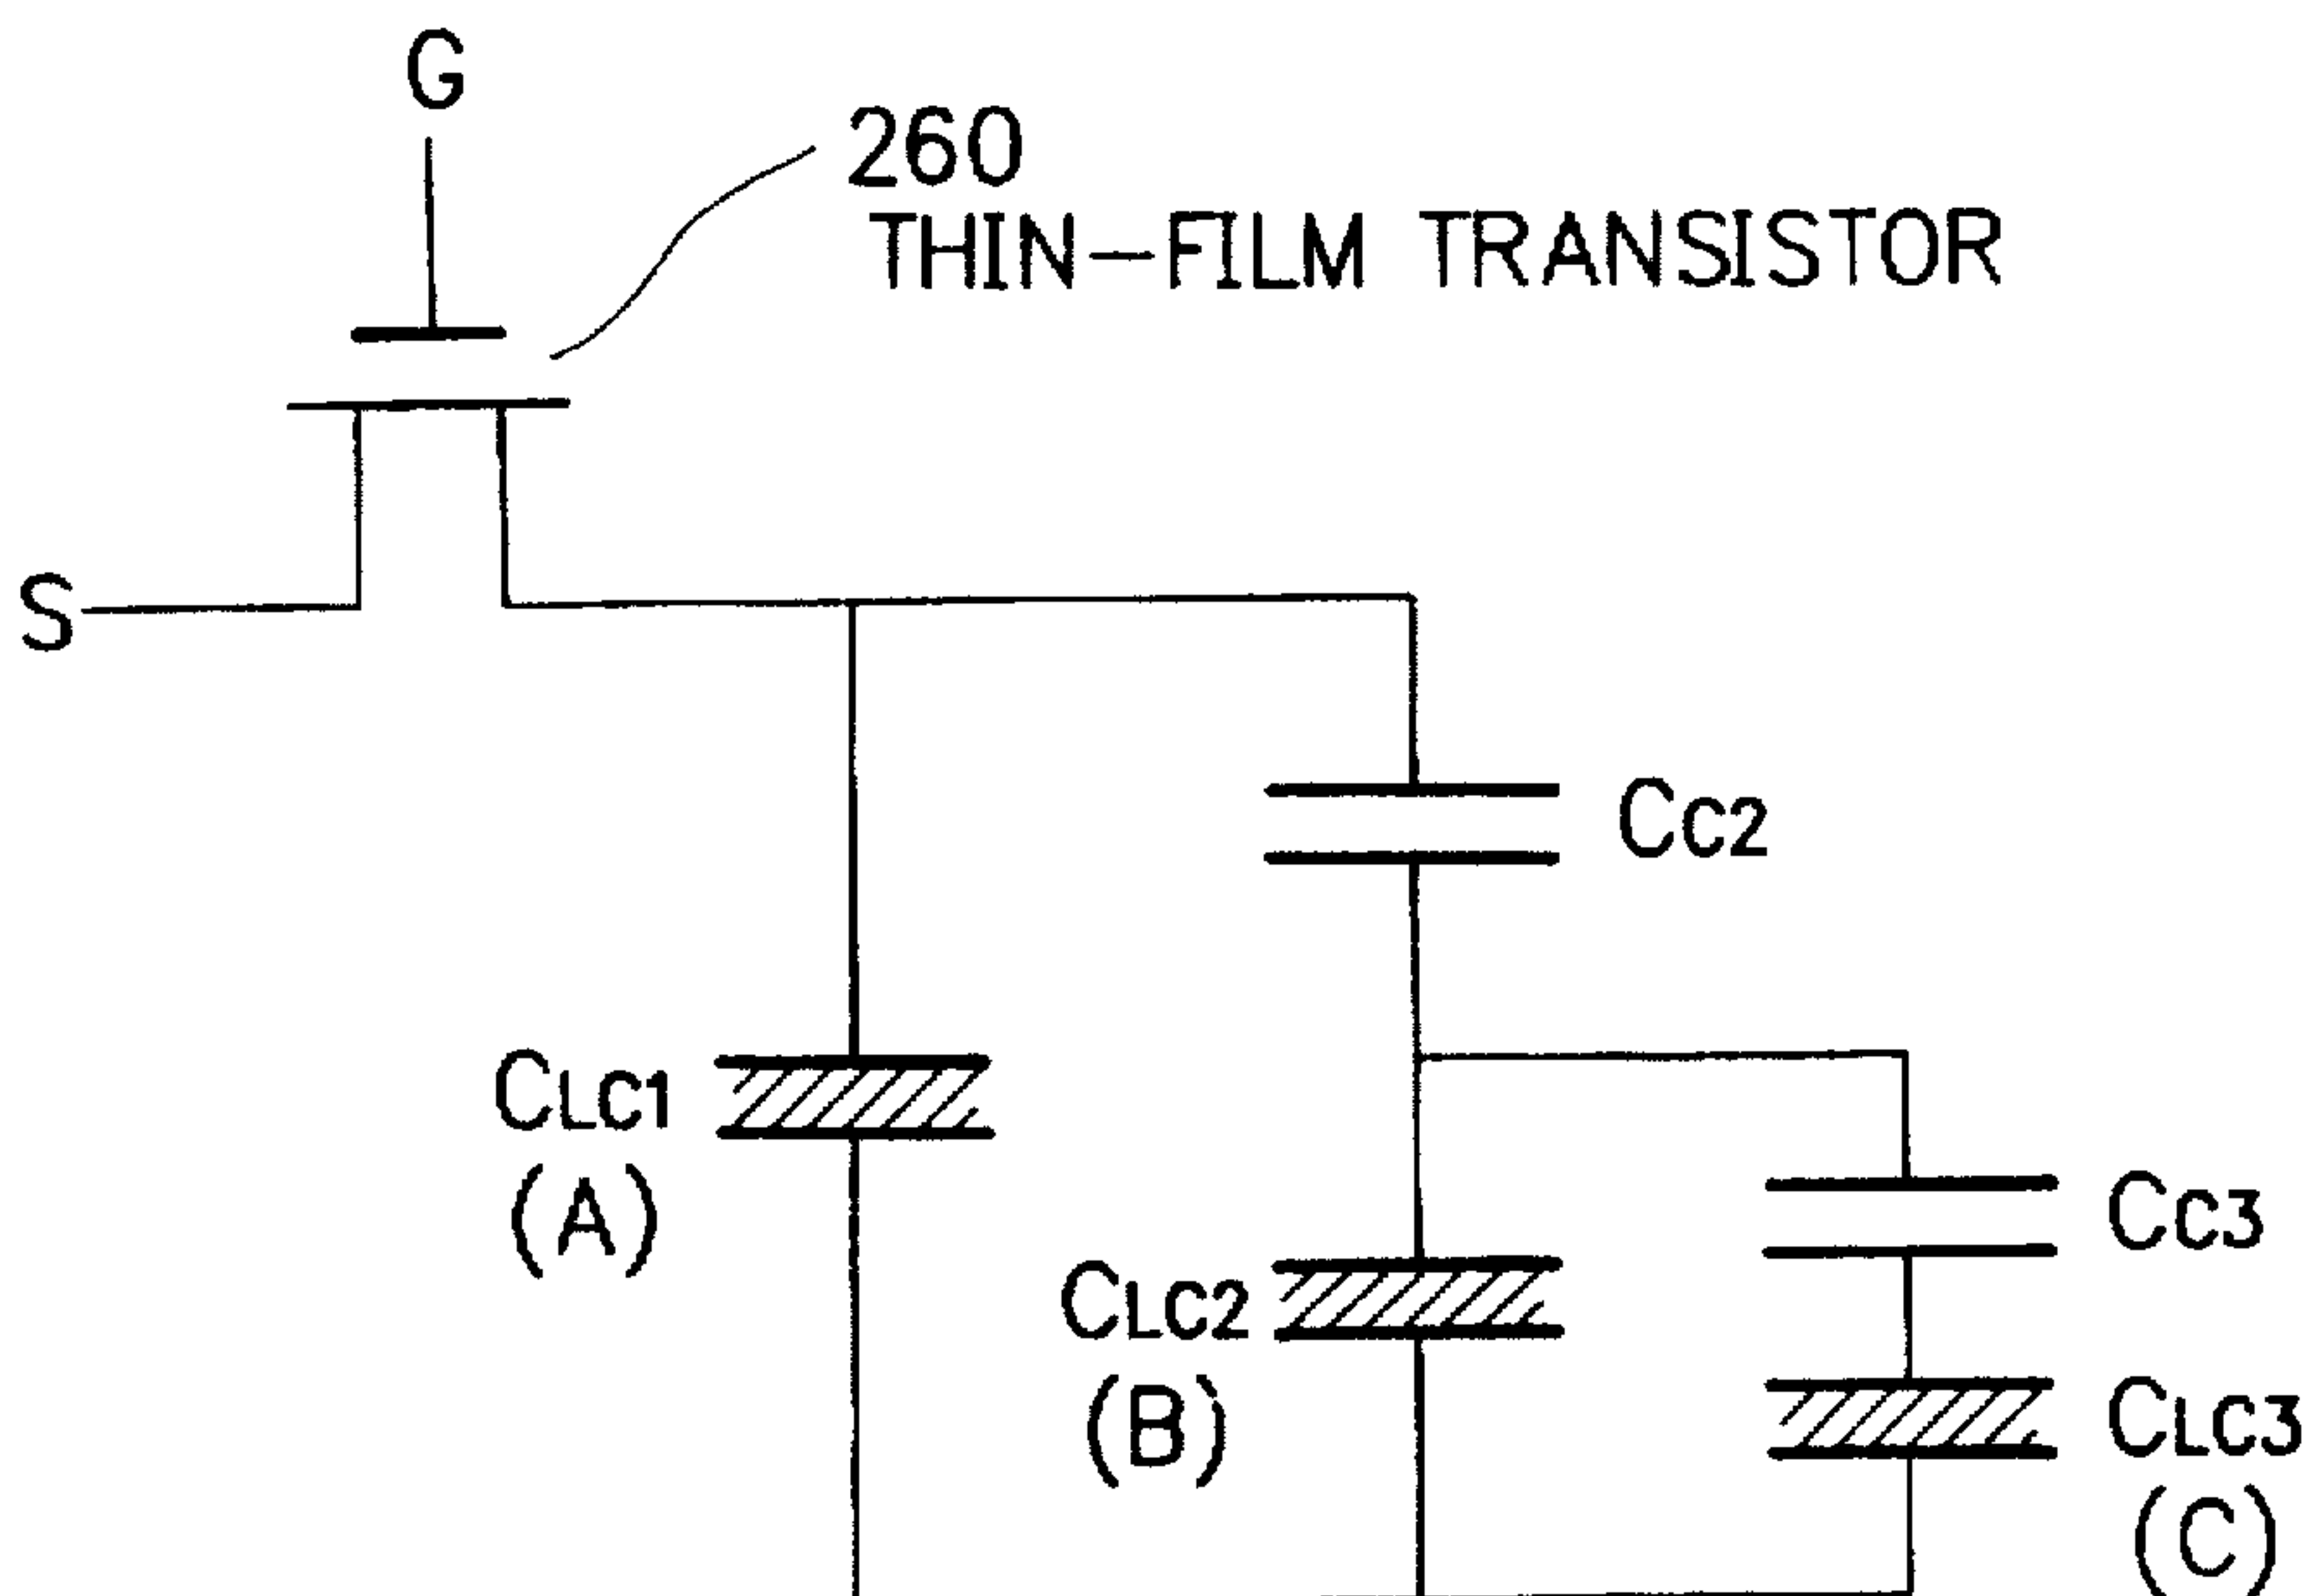 G
260
THIN-FILM TRANSISTOR
S
CC2
CLC1
(A)
CC3
CLC2
(B)
CLC3
(C)